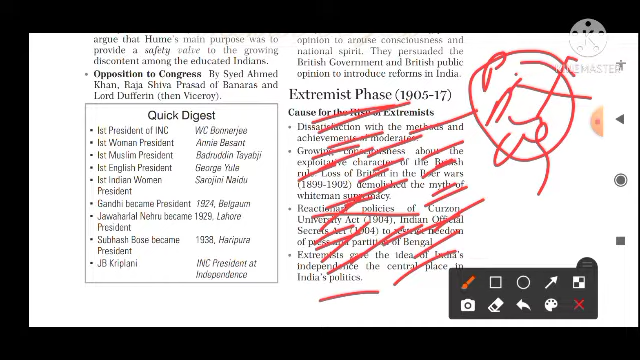 argue that Hume's main purpose was to
provide a safety valve to the growing
discontent among the educated Indians.
• Opposition to Congress By Syed Ahmed
Khan, Raja Shiva Prasad of Banaras and
and Lord Dufferin (then Viceroy).
Quick Digest
• Ist President of INC WC Bonnerjee
• Ist Woman President Annie Besant
• Ist Muslim President Badruddin Tayabji
• Ist English President George Yule
• Ist Indian Women President Sarojini Naidu
• Gandhi became President 1924, Belgaum
• Jawaharlal Nehru became President 1929, Lahore
• Subhash Bose became President 1938, Haripura
• JB Kriplani INC President at Independence
opinion to arouse consciousness and
national spirit. They persuaded the
British Government and British public
opinion to introduce reforms in India.
Extremist Phase (1905-17)
Cause for the Rise of Extremists
• Dissatisfaction with the methods and
achievements of moderates.
• Growing consciousness about the
exploitative character of the British
rule. Loss of Britain in the Boer wars
(1899-1902) demolished the myth of
whiteman supremacy.
• Reactionary policies of Curzon,
University Act (1904), Indian Official
Secrets Act (1904) to restrict freedom
of press and partition of Bengal.
• Extremists gave the idea of India's
independence the central place in
India's politics.